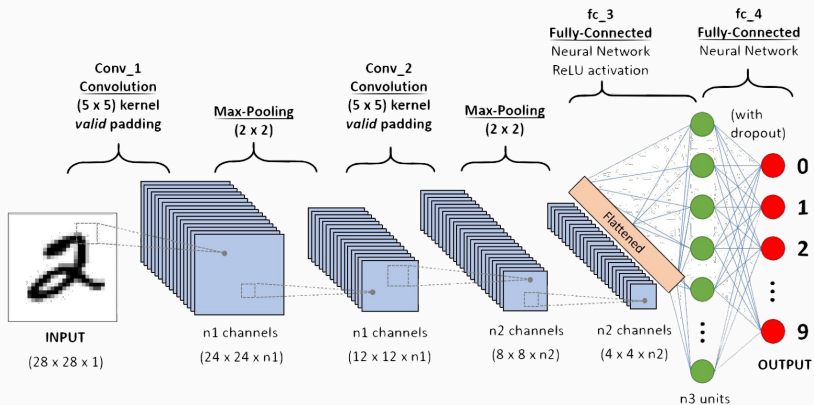 fc_3
Fully-Connected
Neural Network
ReLU activation
fc_4
Fully-Connected
Neural Network
Conv_1
Convolution
(5 x 5) kernel
valid padding
Max-Pooling
(2 x 2)
Conv_2
Convolution
(5 x 5) kernel
valid padding
Max-Pooling
(2 x 2)
(with
dropout)
0
1
2
9
Flattened
INPUT
(28 x 28 x 1)
n1 channels
(24 x 24 x n1)
n1 channels
(12 x 12 x n1)
n2 channels
(8 x 8 x n2)
n2 channels
(4 x 4 x n2)
OUTPUT
n3 units
2